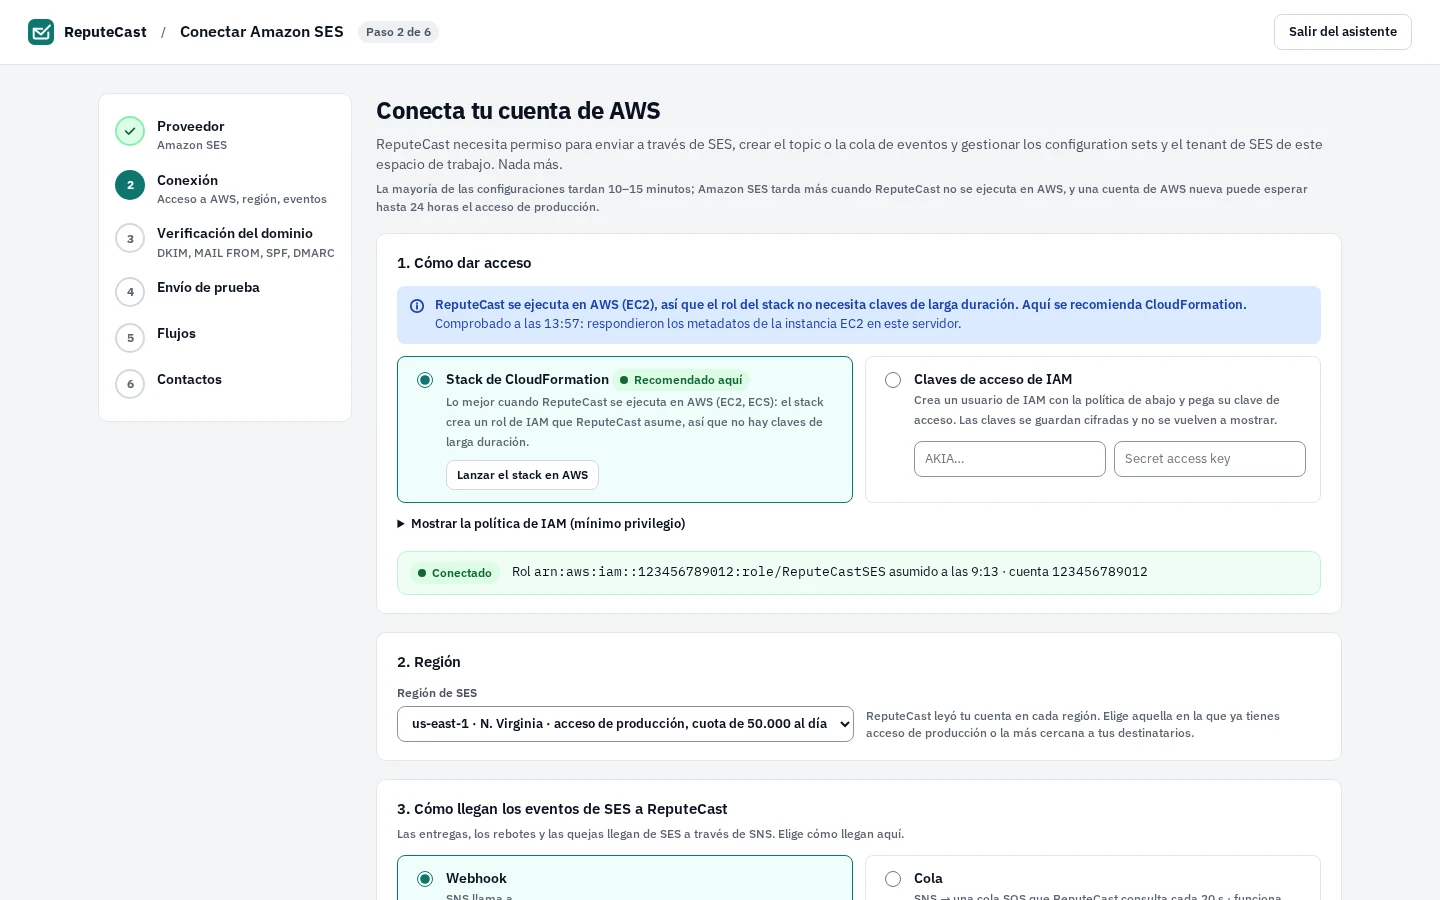 ReputeCast / Conectar Amazon SES Paso 2 de 6
Salir del asistente
Proveedor
Amazon SES
2 Conexión
Acceso a AWS, región, eventos
3 Verificación del dominio
DKIM, MAIL FROM, SPF, DMARC
4 Envío de prueba
5 Flujos
6 Contactos
Conecta tu cuenta de AWS
ReputeCast necesita permiso para enviar a través de SES, crear el topic o la cola de eventos y gestionar los configuration sets y el tenant de SES de este
espacio de trabajo. Nada más.
La mayoría de las configuraciones tardan 10–15 minutos; Amazon SES tarda más cuando ReputeCast no se ejecuta en AWS, y una cuenta de AWS nueva puede esperar
hasta 24 horas el acceso de producción.
1. Cómo dar acceso
ReputeCast se ejecuta en AWS (EC2), así que el rol del stack no necesita claves de larga duración. Aquí se recomienda CloudFormation.
Comprobado a las 13:57: respondieron los metadatos de la instancia EC2 en este servidor.
Stack de CloudFormation Recomendado aquí
Lo mejor cuando ReputeCast se ejecuta en AWS (EC2, ECS): el stack
crea un rol de IAM que ReputeCast asume, así que no hay claves de
larga duración.
Lanzar el stack en AWS
Claves de acceso de IAM
Crea un usuario de IAM con la política de abajo y pega su clave de
acceso. Las claves se guardan cifradas y no se vuelven a mostrar.
AKIA…
Secret access key
Mostrar la política de IAM (mínimo privilegio)
Conectado Rol arn:aws:iam::123456789012:role/ReputeCastSES asumido a las 9:13 · cuenta 123456789012
2. Región
Región de SES
us-east-1 · N. Virginia · acceso de producción, cuota de 50.000 al día
ReputeCast leyó tu cuenta en cada región. Elige aquella en la que ya tienes
acceso de producción o la más cercana a tus destinatarios.
3. Cómo llegan los eventos de SES a ReputeCast
Las entregas, los rebotes y las quejas llegan de SES a través de SNS. Elige cómo llegan aquí.
Webhook
SNS llama a
Cola
SNS → una cola SQS que ReputeCast consulta cada 20 s · funciona